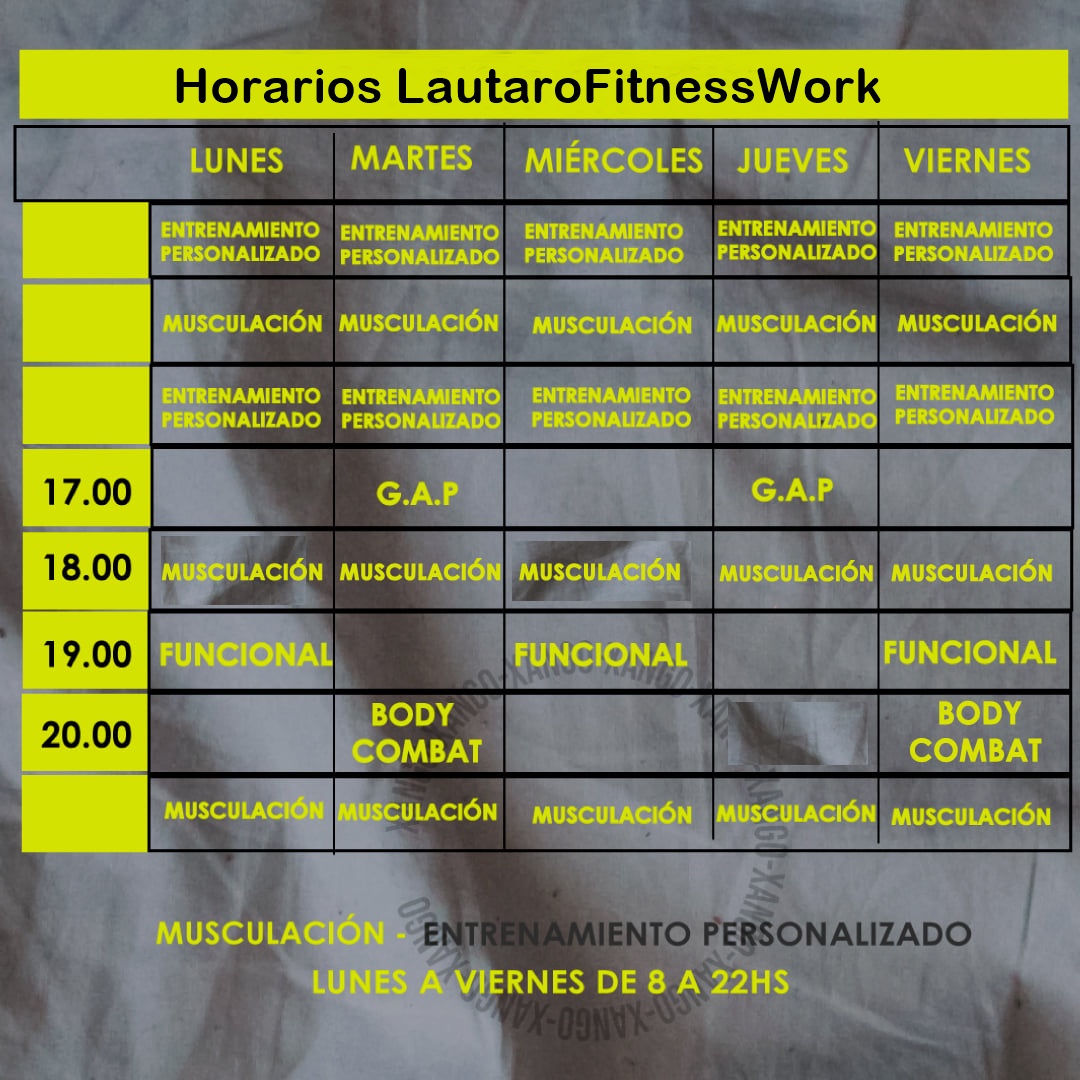 Horarios LautaroFitnessWork
LUNES MARTES MIÉRCOLES JUEVES VIERNES
ENTRENAMIENTO ENTRENAMIENTO ENTRENAMIENTO ENTRENAMIENTO ENTRENAMIENTO
PERSONALIZADO PERSONALIZADO PERSONALIZADO PERSONALIZADO PERSONALIZADO
MUSCULACIÓN MUSCULACIÓN MUSCULACIÓN MUSCULACIÓN MUSCULACIÓN
ENTRENAMIENTO ENTRENAMIENTO ENTRENAMIENTO ENTRENAMIENTO ENTRENAMIENTO
PERSONALIZADO PERSONALIZADO PERSONALIZADO PERSONALIZADO PERSONALIZADO
17.00 G.A.P G.A.P
18.00 MUSCULACIÓN MUSCULACIÓN MUSCULACIÓN MUSCULACIÓN MUSCULACIÓN
19.00 FUNCIONAL FUNCIONAL FUNCIONAL
20.00 BODY BODY
COMBAT COMBAT
MUSCULACIÓN MUSCULACIÓN MUSCULACIÓN MUSCULACIÓN MUSCULACIÓN
MUSCULACIÓN - ENTRENAMIENTO PERSONALIZADO
LUNES A VIERNES DE 8 A 22HS